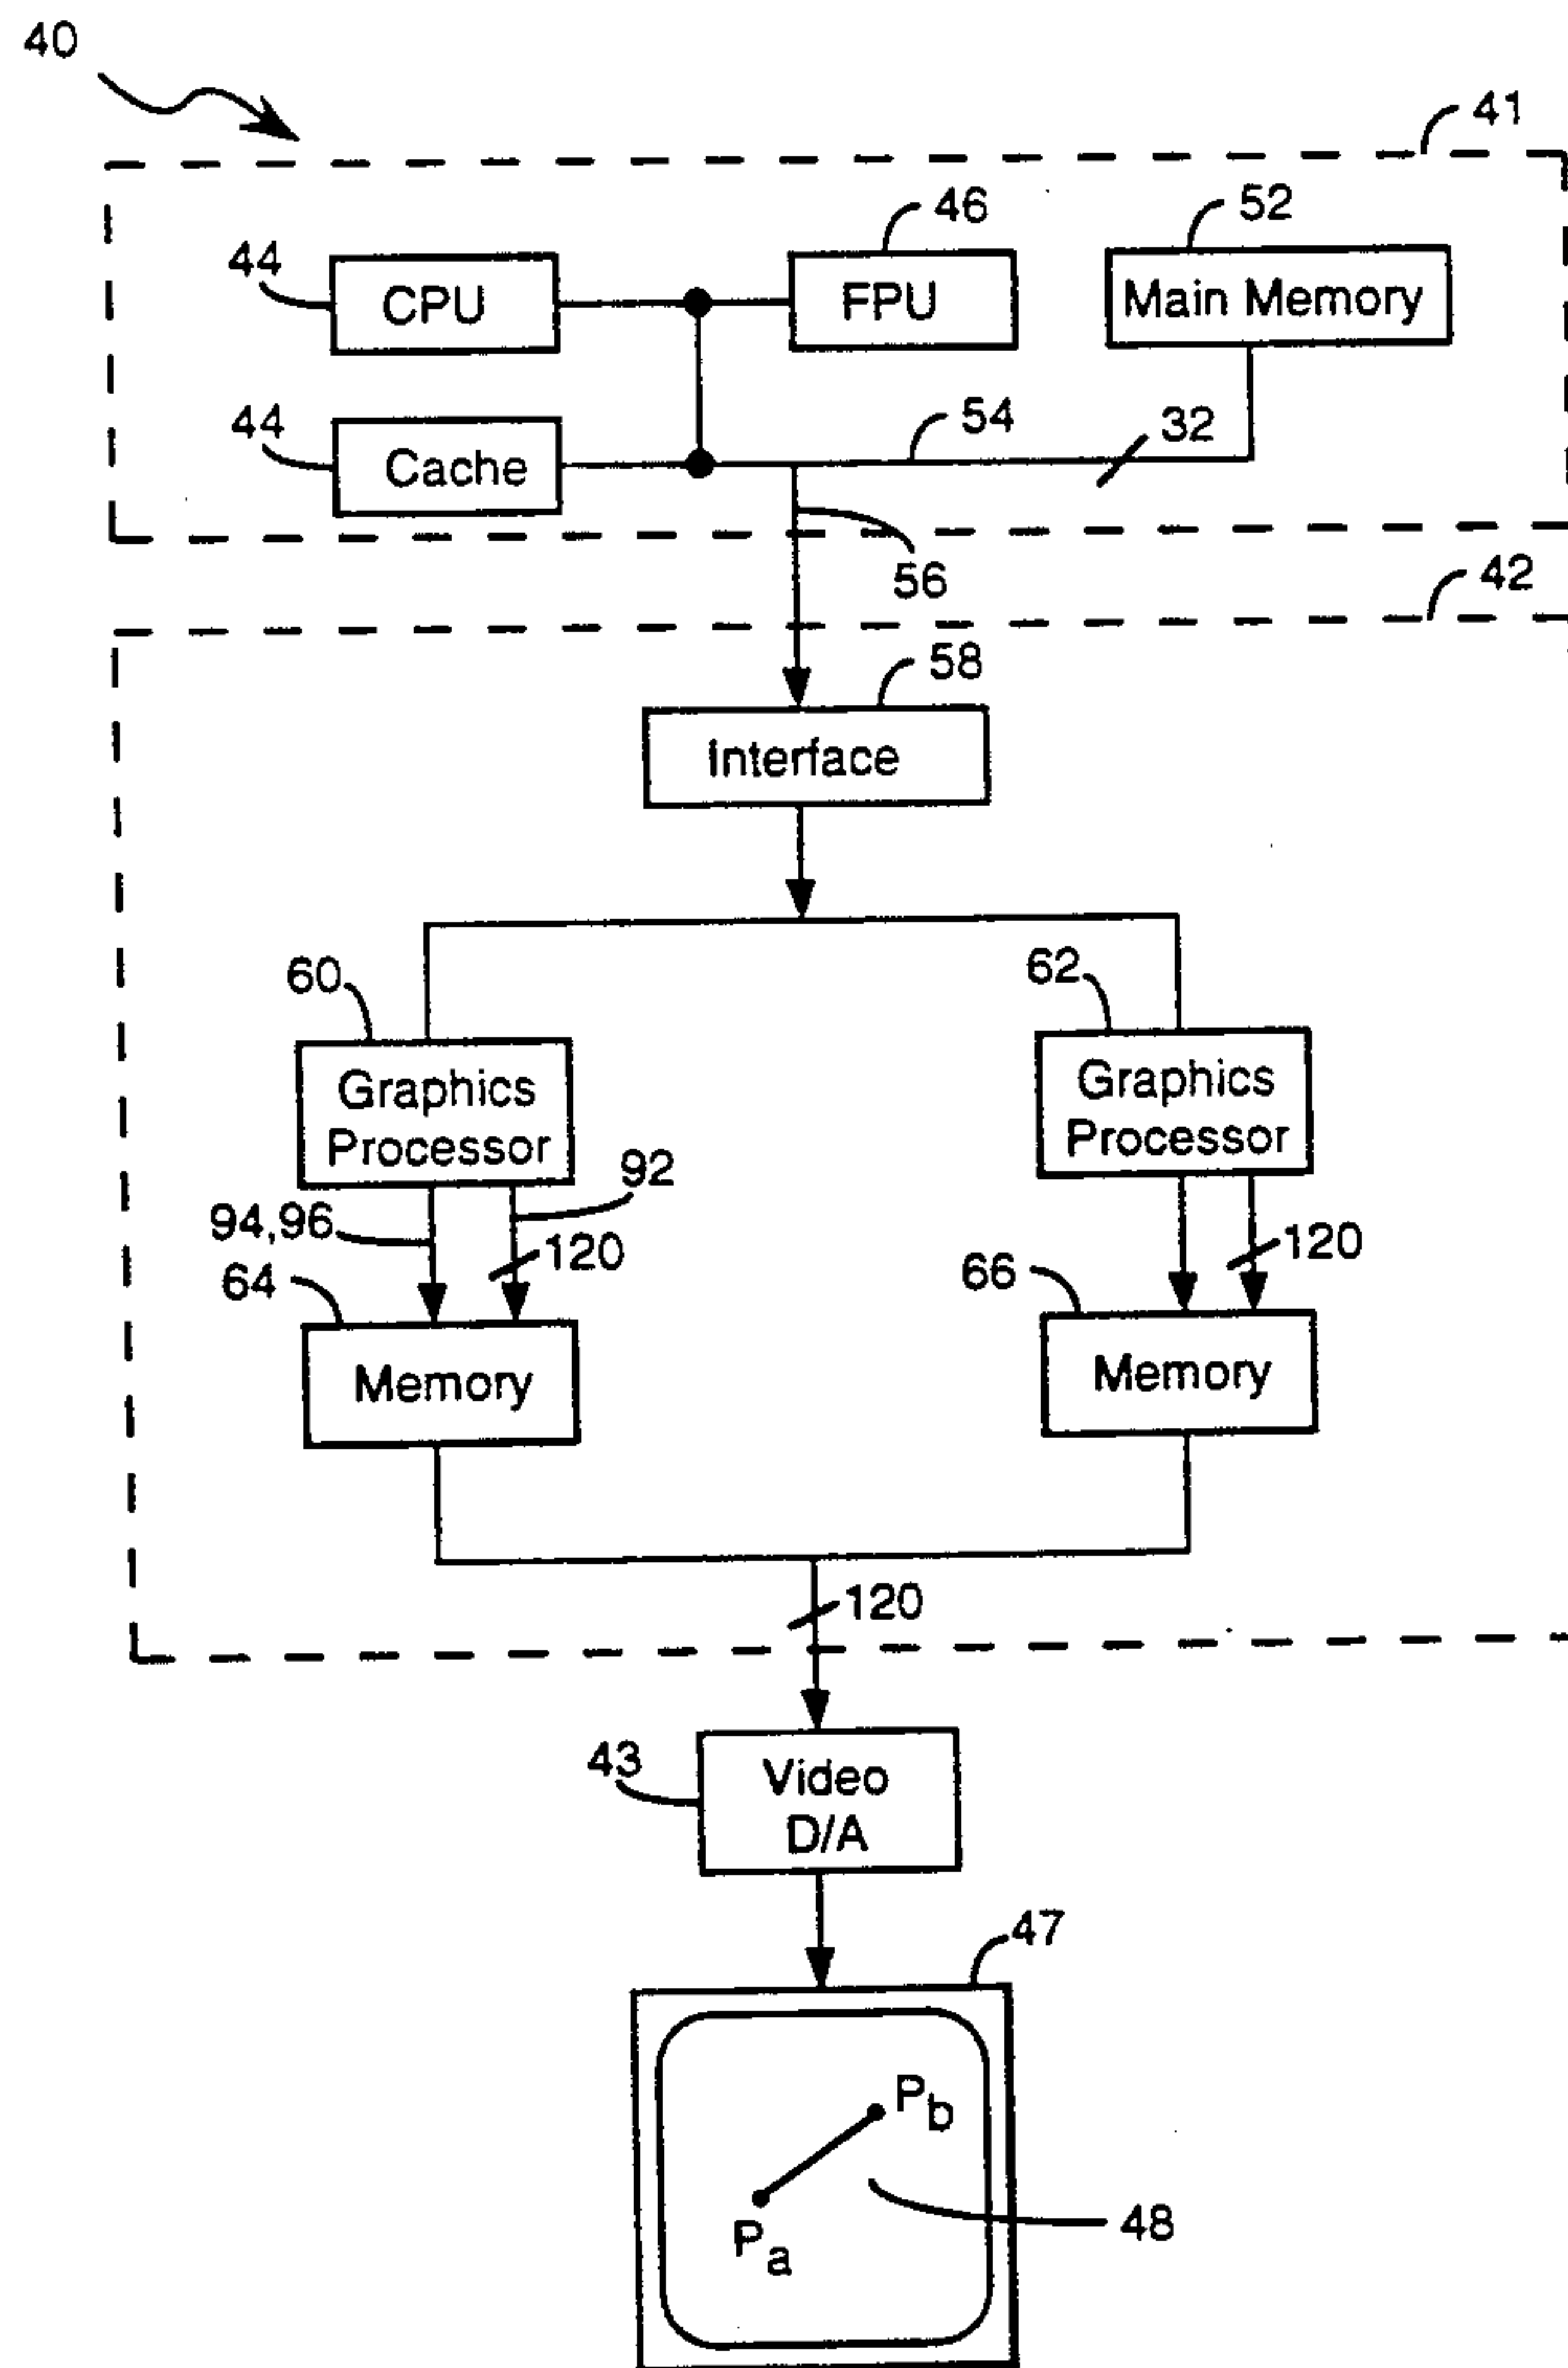 40
41
46
52
44
CPU
FPU
Main Memory
44
Cache
54
32
56
42
58
Interface
60
62
Graphics
Processor
Graphics
Processor
92
94,96
120
120
64
66
Memory
Memory
120
43
Video
D/A
47
Pb
Pa
48